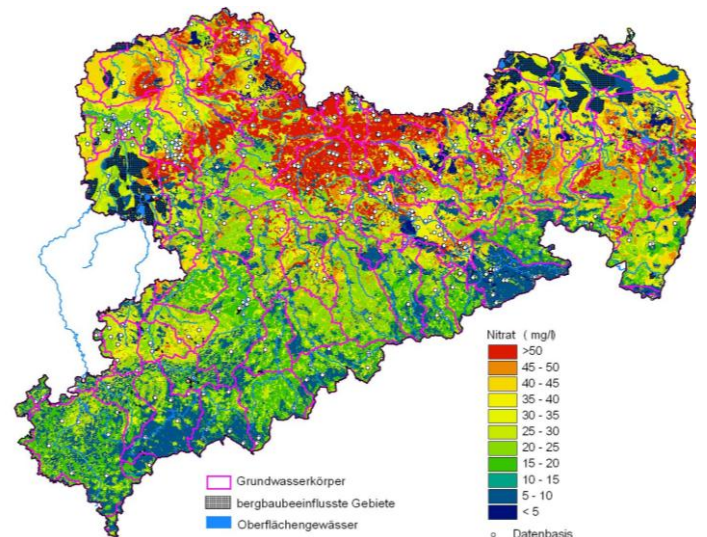 Nitrat ( mg/l)
>50
45 - 50
40 - 45
35 - 40
30 - 35
25 - 30
20 - 25
15 - 20
10 - 15
5 - 10
< 5
Datenbasis
Grundwasserkörper
bergbaubeeinflusste Gebiete
Oberflächengewässer